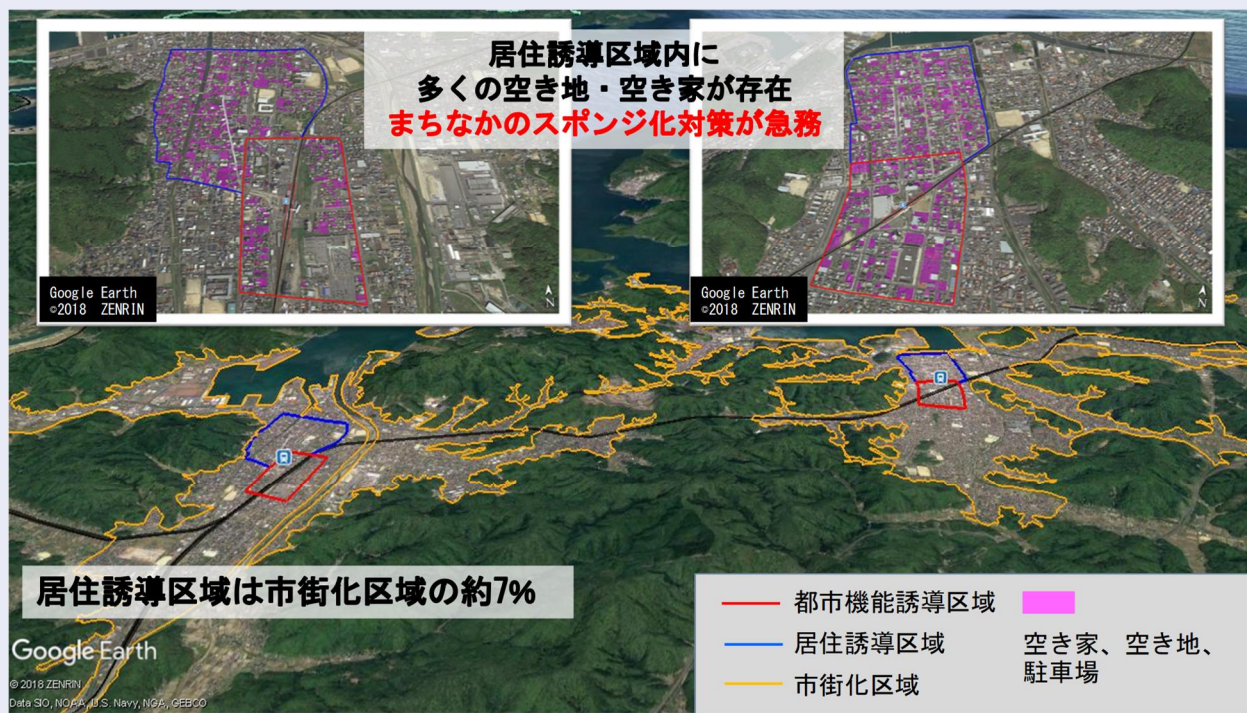 居住誘導区域内に
多くの空き地・空き家が存在
まちなかのスポンジ化対策が急務
Google Earth
©2018 ZENRIN
N
Google Earth
©2018 ZENRIN
N
居住誘導区域は市街化区域の約7%
Google Earth
© 2018 ZENRIN
Data SIO, NOAA, U.S. Navy, NGA, GEBCO
都市機能誘導区域
居住誘導区域
市街化区域
空き家、空き地、
駐車場